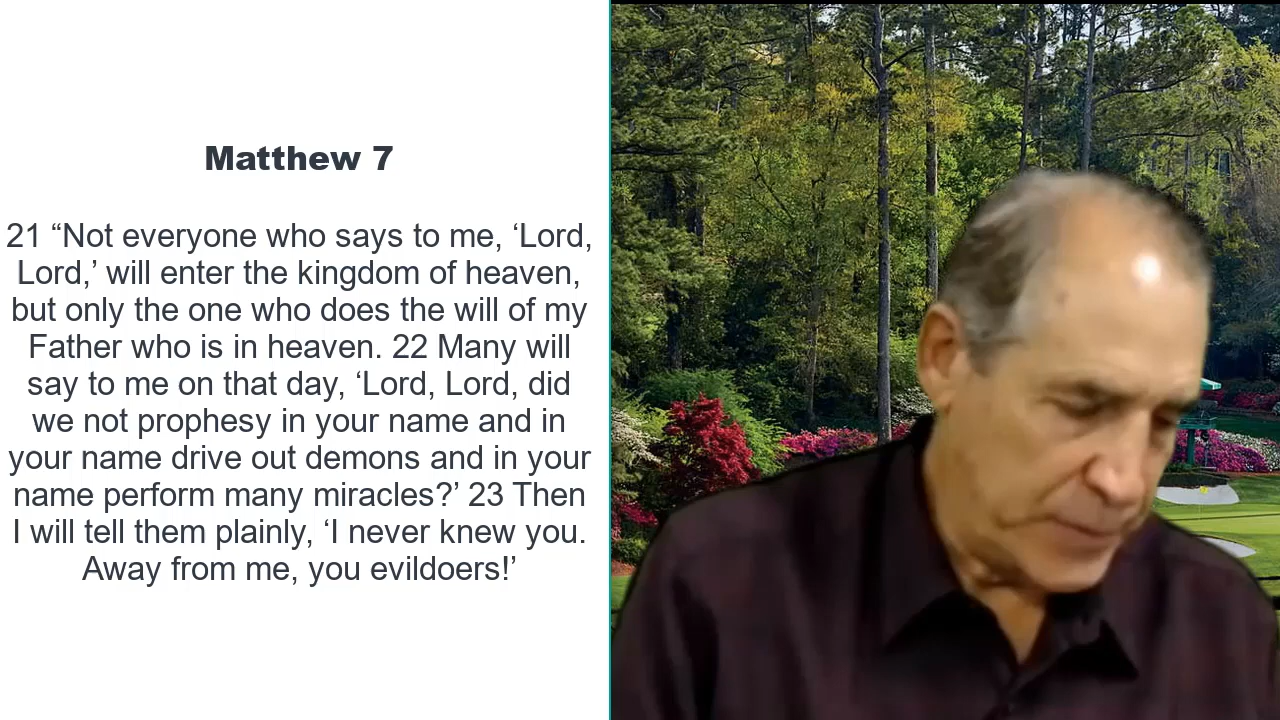 Matthew 7
21 “Not everyone who says to me, ‘Lord,
Lord,’ will enter the kingdom of heaven,
but only the one who does the will of my
Father who is in heaven. 22 Many will
say to me on that day, ‘Lord, Lord, did
we not prophesy in your name and in
your name drive out demons and in your
name perform many miracles?’ 23 Then
I will tell them plainly, ‘I never knew you.
Away from me, you evildoers!’